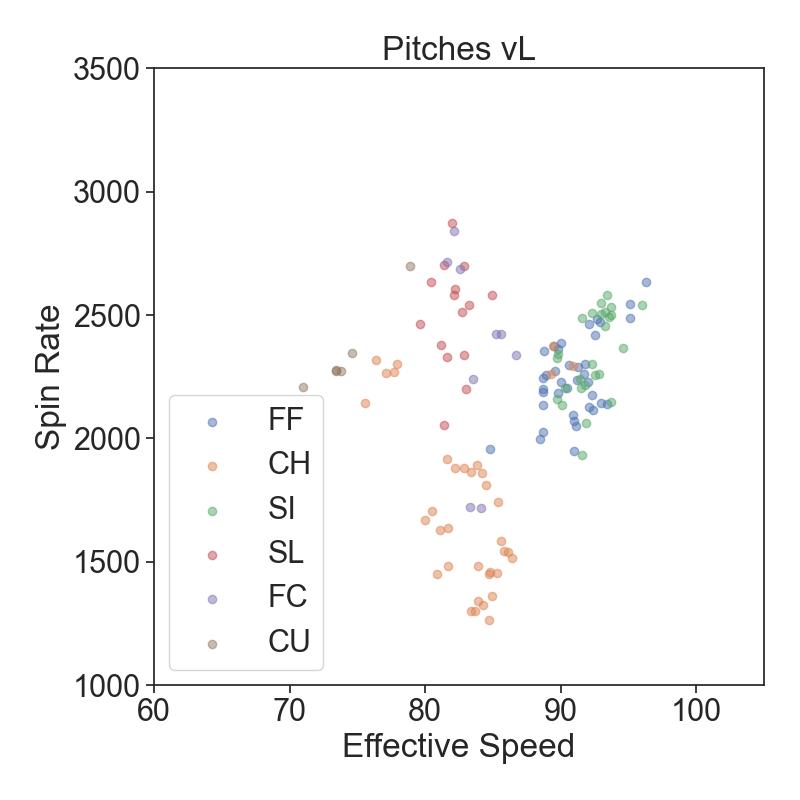 Pitches vL
3500
3000
2500
2000
1500
1000
Spin Rate
FF
CH
SI
SL
FC
CU
60 70 80 90 100
Effective Speed